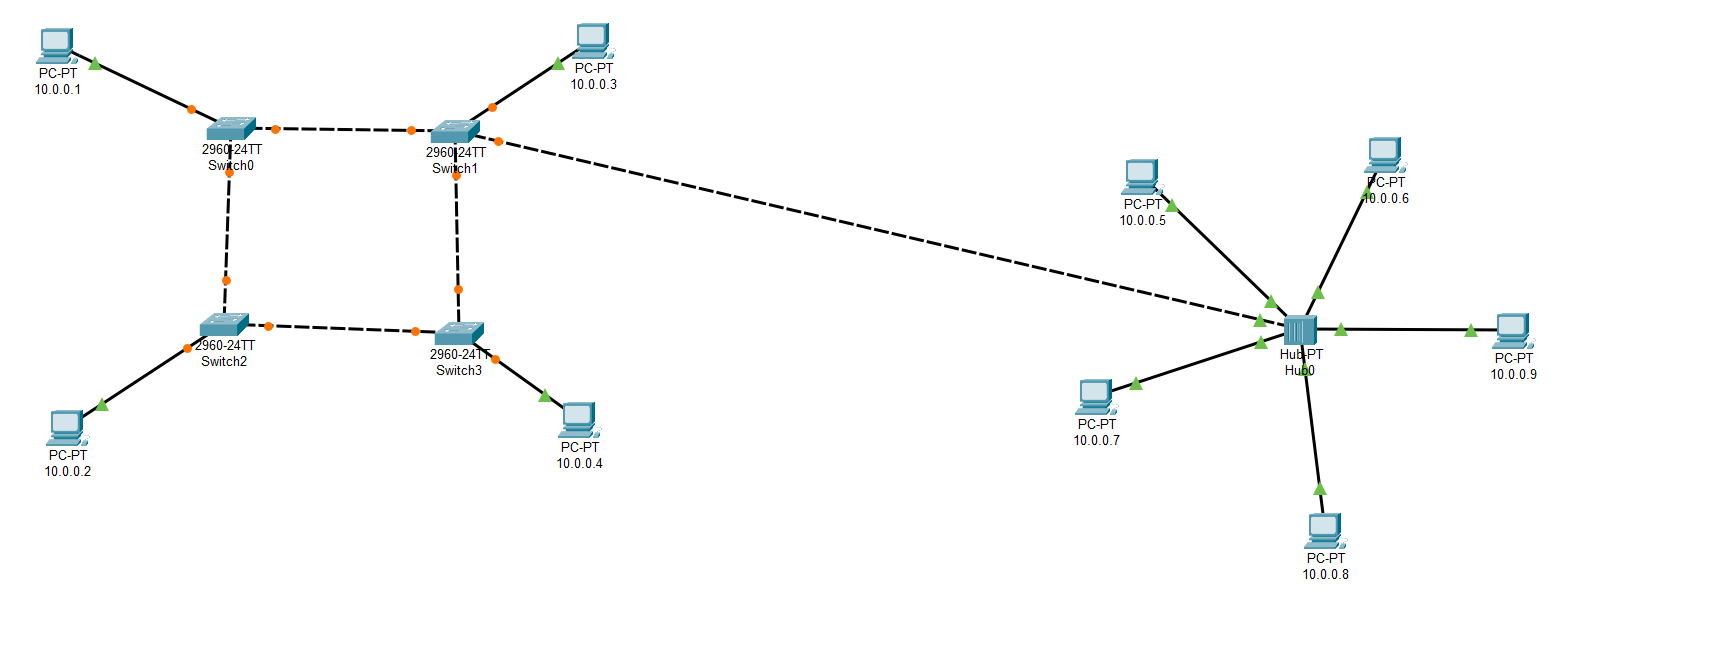 PC-PT
10.0.0.1
PC-PT
10.0.0.3
2960-24TT
Switch0
2960-24TT
Switch1
PC-PT
10.0.0.5
PC-PT
10.0.0.6
2960-24TT
Switch2
2960-24TT
Switch3
Hub-PT
Hub0
PC-PT
10.0.0.9
PC-PT
10.0.0.7
PC-PT
10.0.0.2
PC-PT
10.0.0.4
PC-PT
10.0.0.8